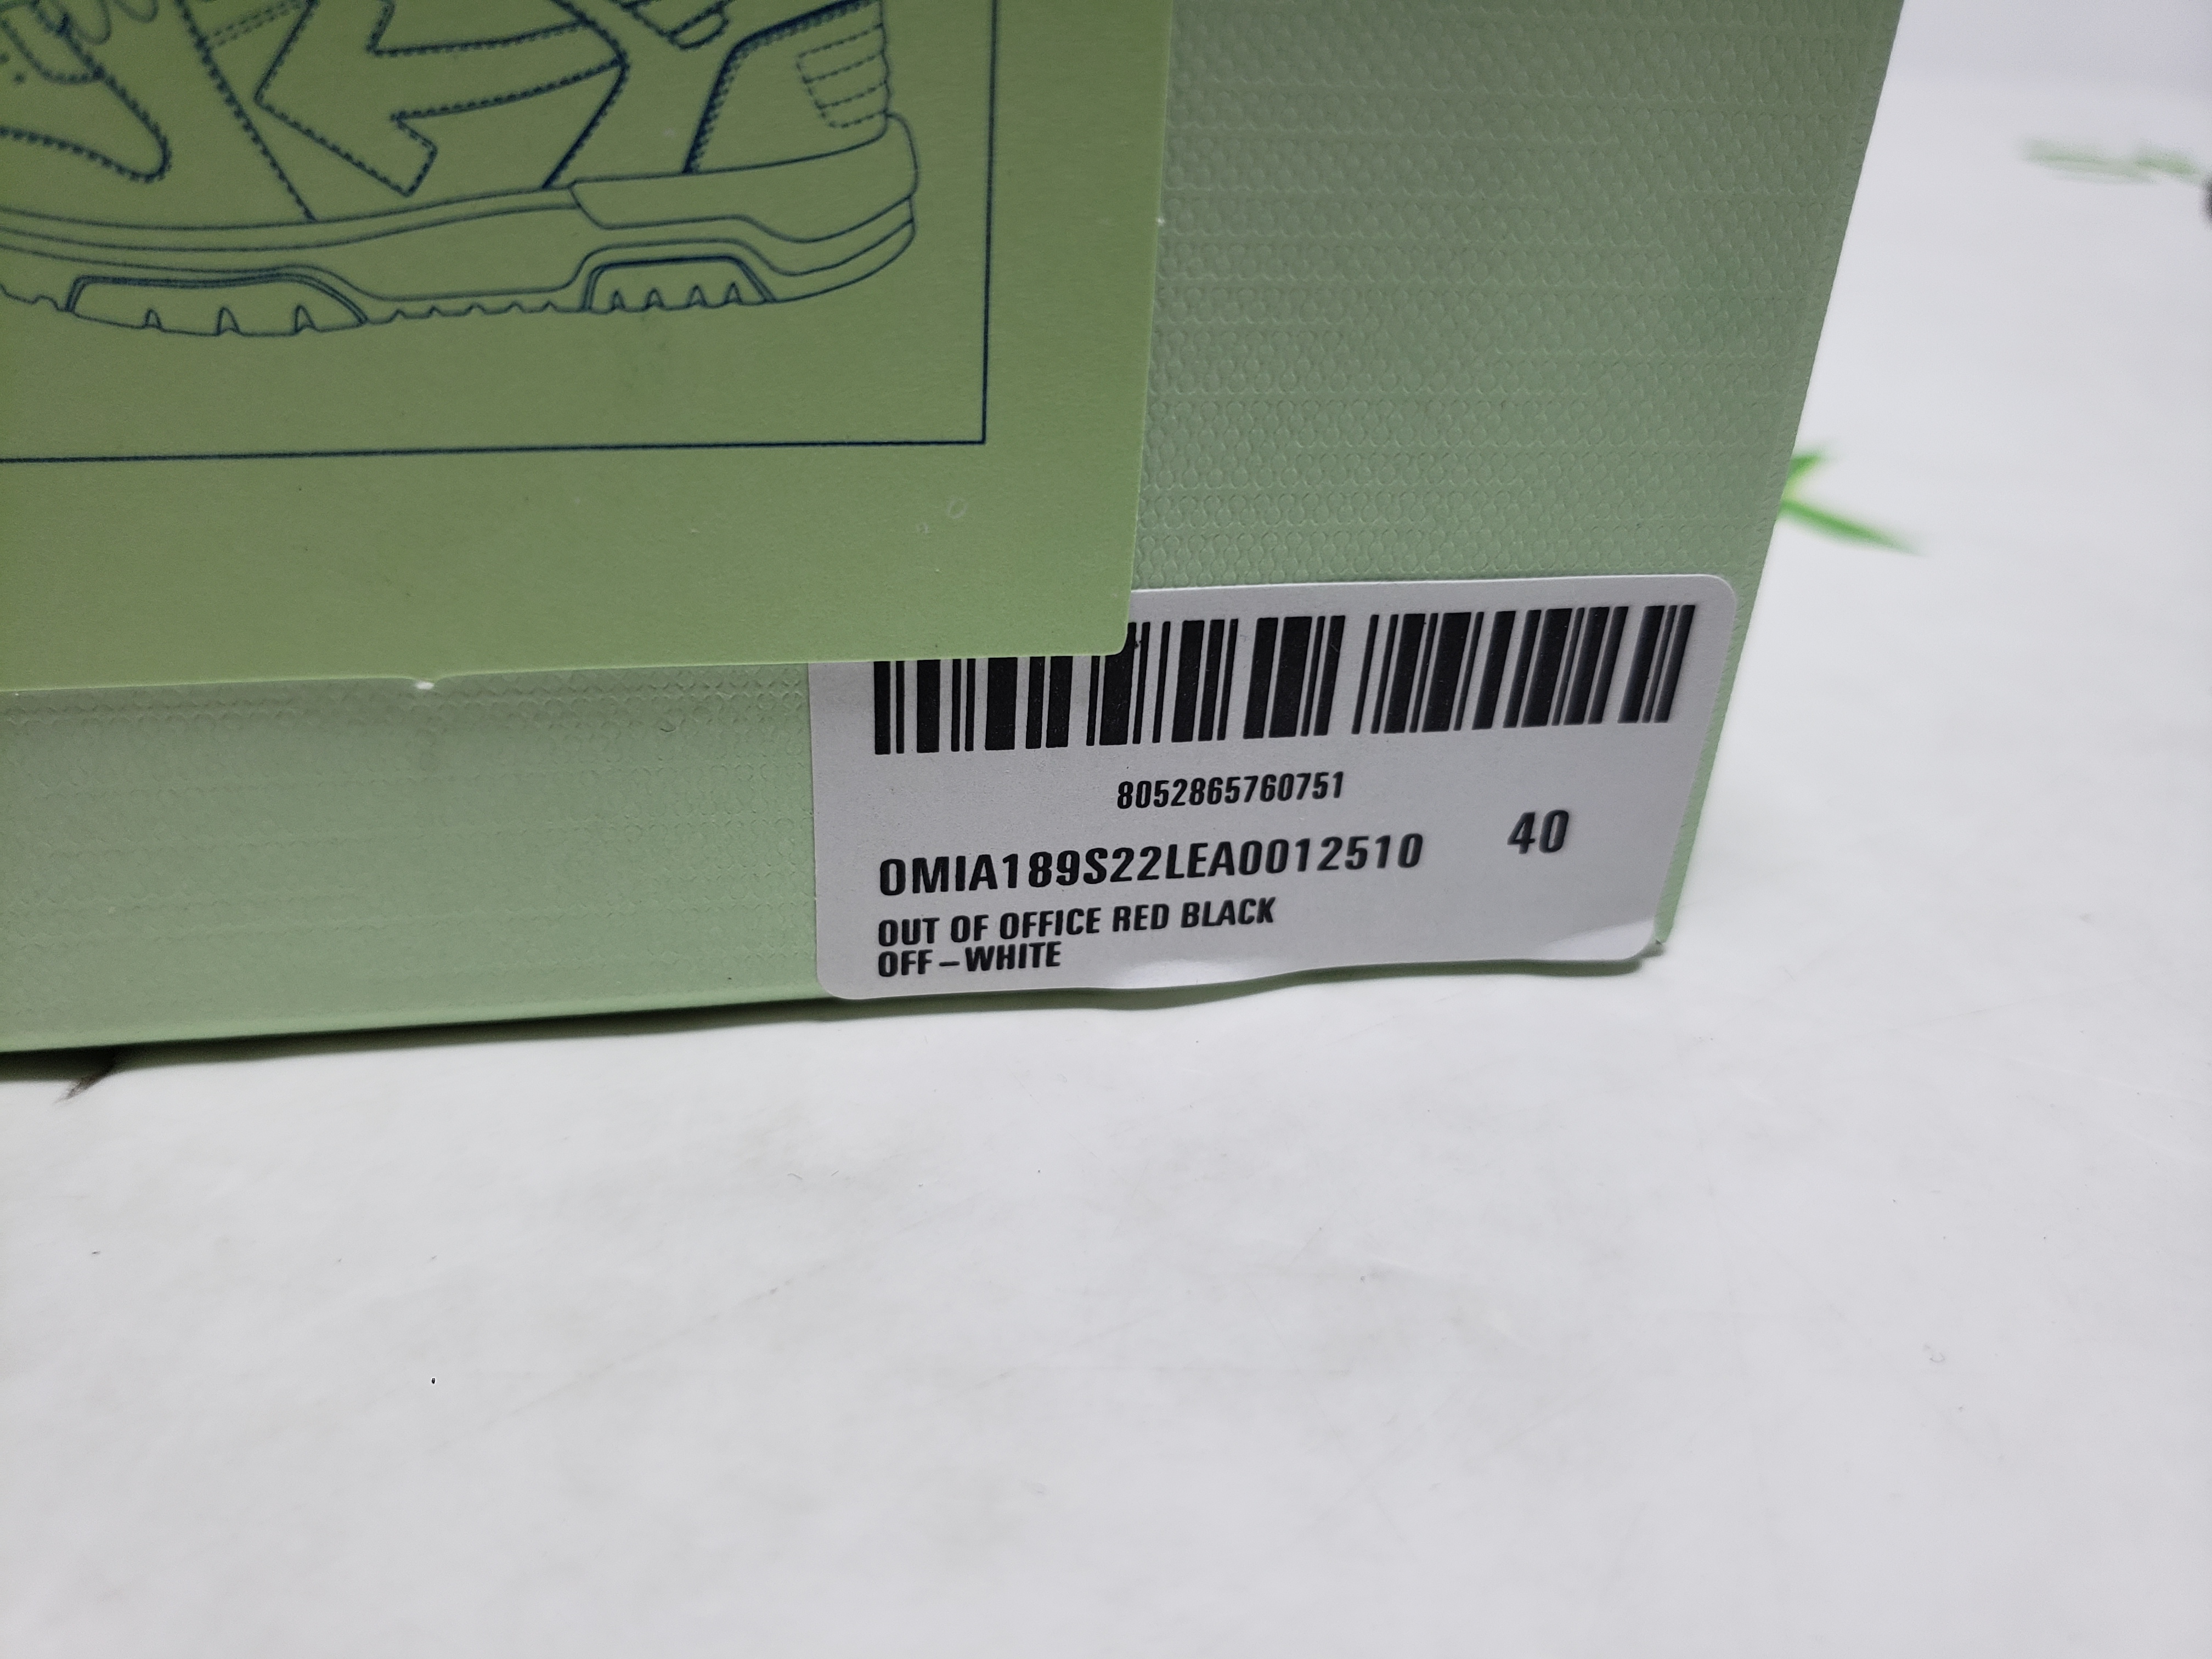 8052865760751
OMIA189S22LEA0012510 40
OUT OF OFFICE RED BLACK
OFF-WHITE